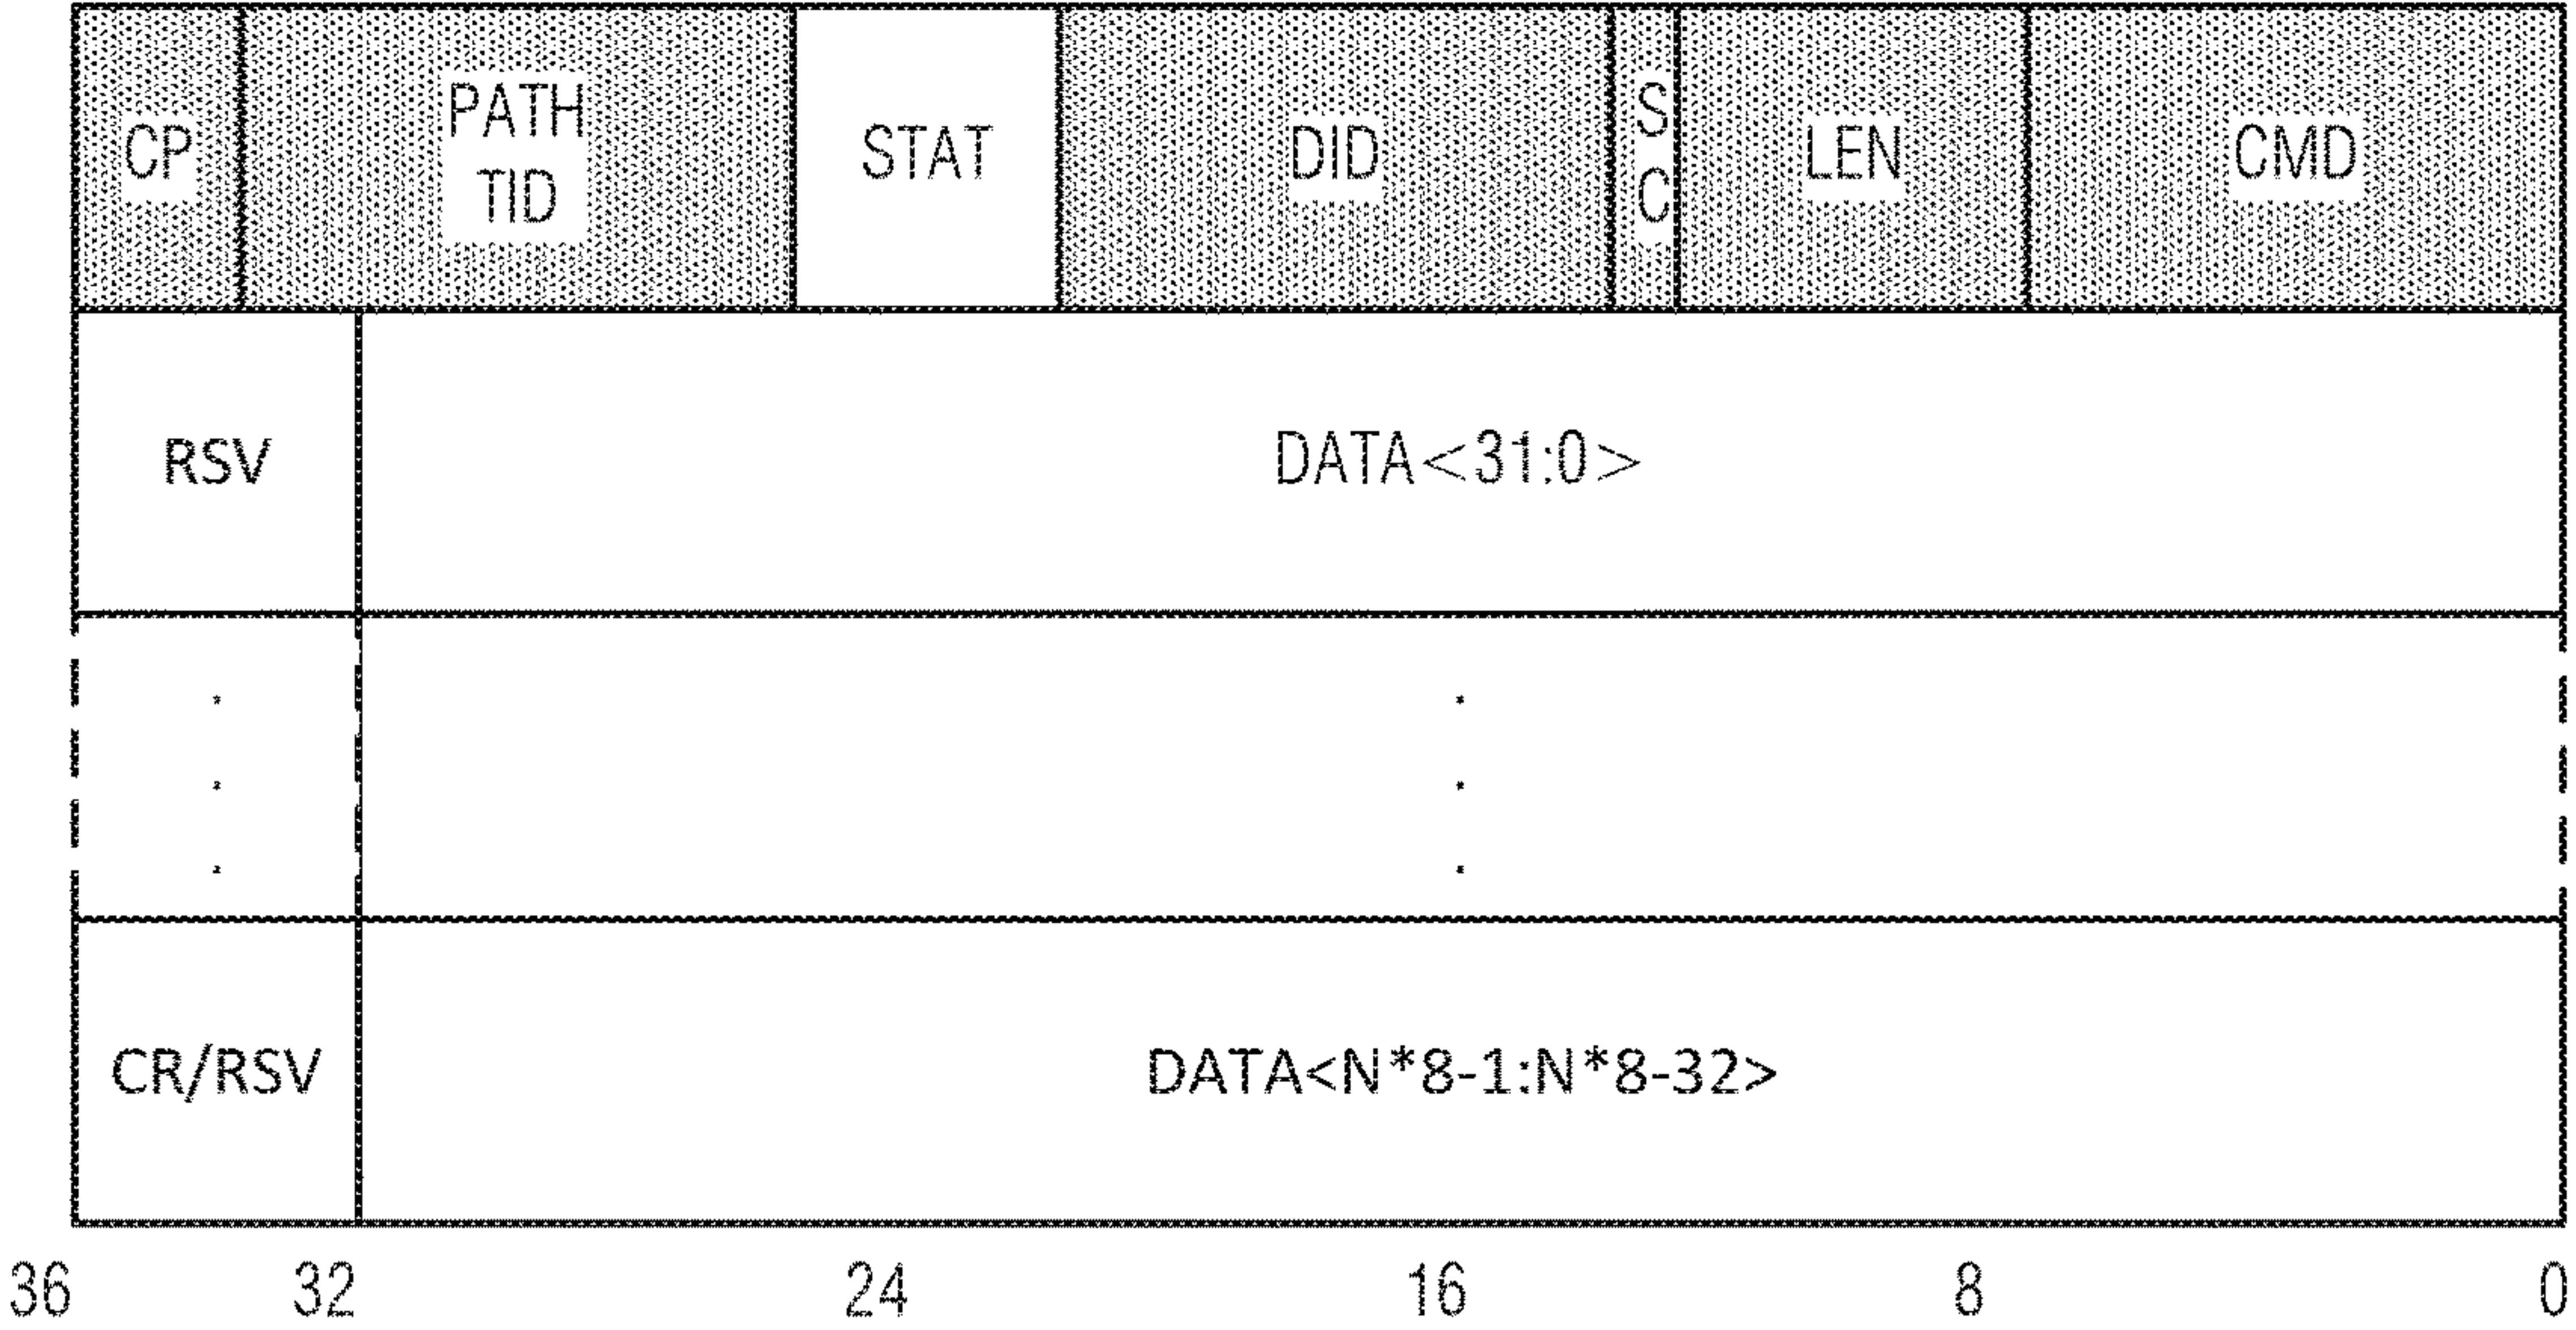 CP
PATH
TID
STAT
DID
S
C
LEN
CMD
RSV
DATA<31:0>
CR/RSV
DATA<N*8-1:N*8-32>
36 32 24 16 8 0